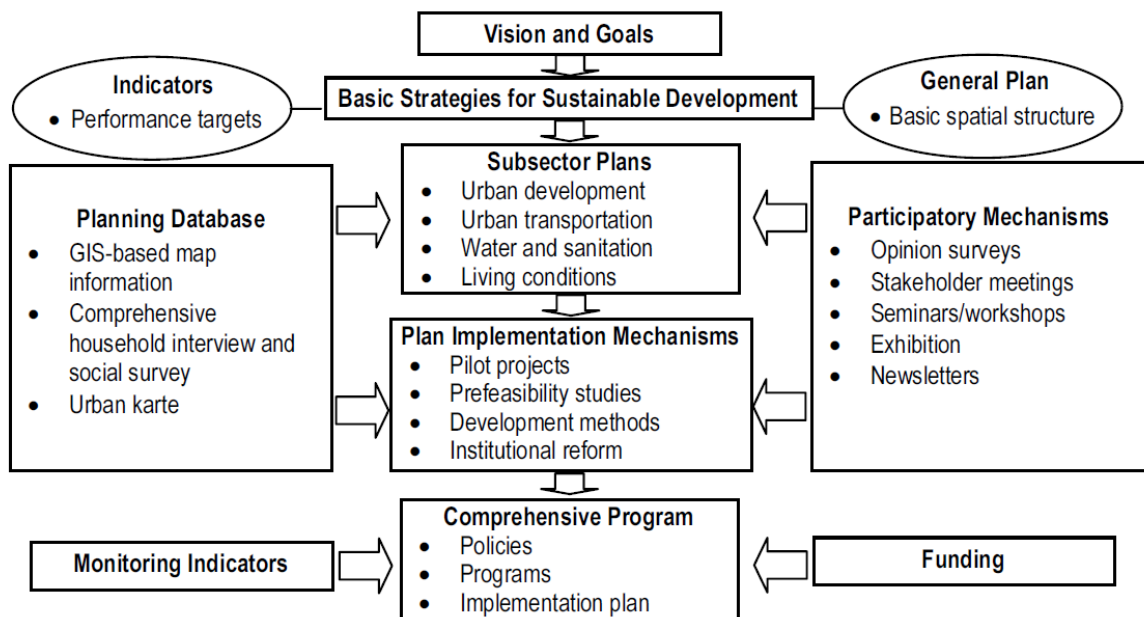 Vision and Goals
Indicators
• Performance targets
Basic Strategies for Sustainable Development
General Plan
• Basic spatial structure
Subsector Plans
• Urban development
• Urban transportation
• Water and sanitation
• Living conditions
Planning Database
• GIS-based map
information
• Comprehensive
household interview and
social survey
• Urban karte
Participatory Mechanisms
• Opinion surveys
• Stakeholder meetings
• Seminars/workshops
• Exhibition
• Newsletters
Plan Implementation Mechanisms
• Pilot projects
• Prefeasibility studies
• Development methods
• Institutional reform
Comprehensive Program
• Policies
• Programs
• Implementation plan
Monitoring Indicators
Funding